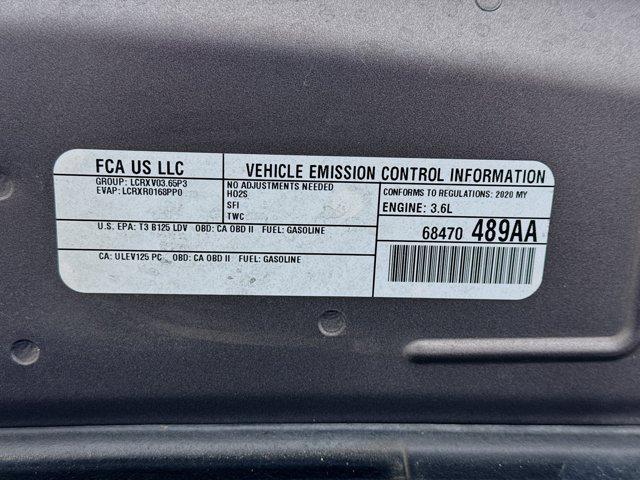 FCA US LLC
GROUP: LCRXV03.65P3
EVAP: LCRXR0168PP0
VEHICLE EMISSION CONTROL INFORMATION
NO ADJUSTMENTS NEEDED
HO2S
SFI
TWC
CONFORMS TO REGULATIONS: 2020 MY
ENGINE: 3.6L
U.S. EPA: T3 B125 LDV OBD: CA OBD II FUEL: GASOLINE
68470 489AA
CA: ULEV125 PC OBD: CA OBD II FUEL: GASOLINE